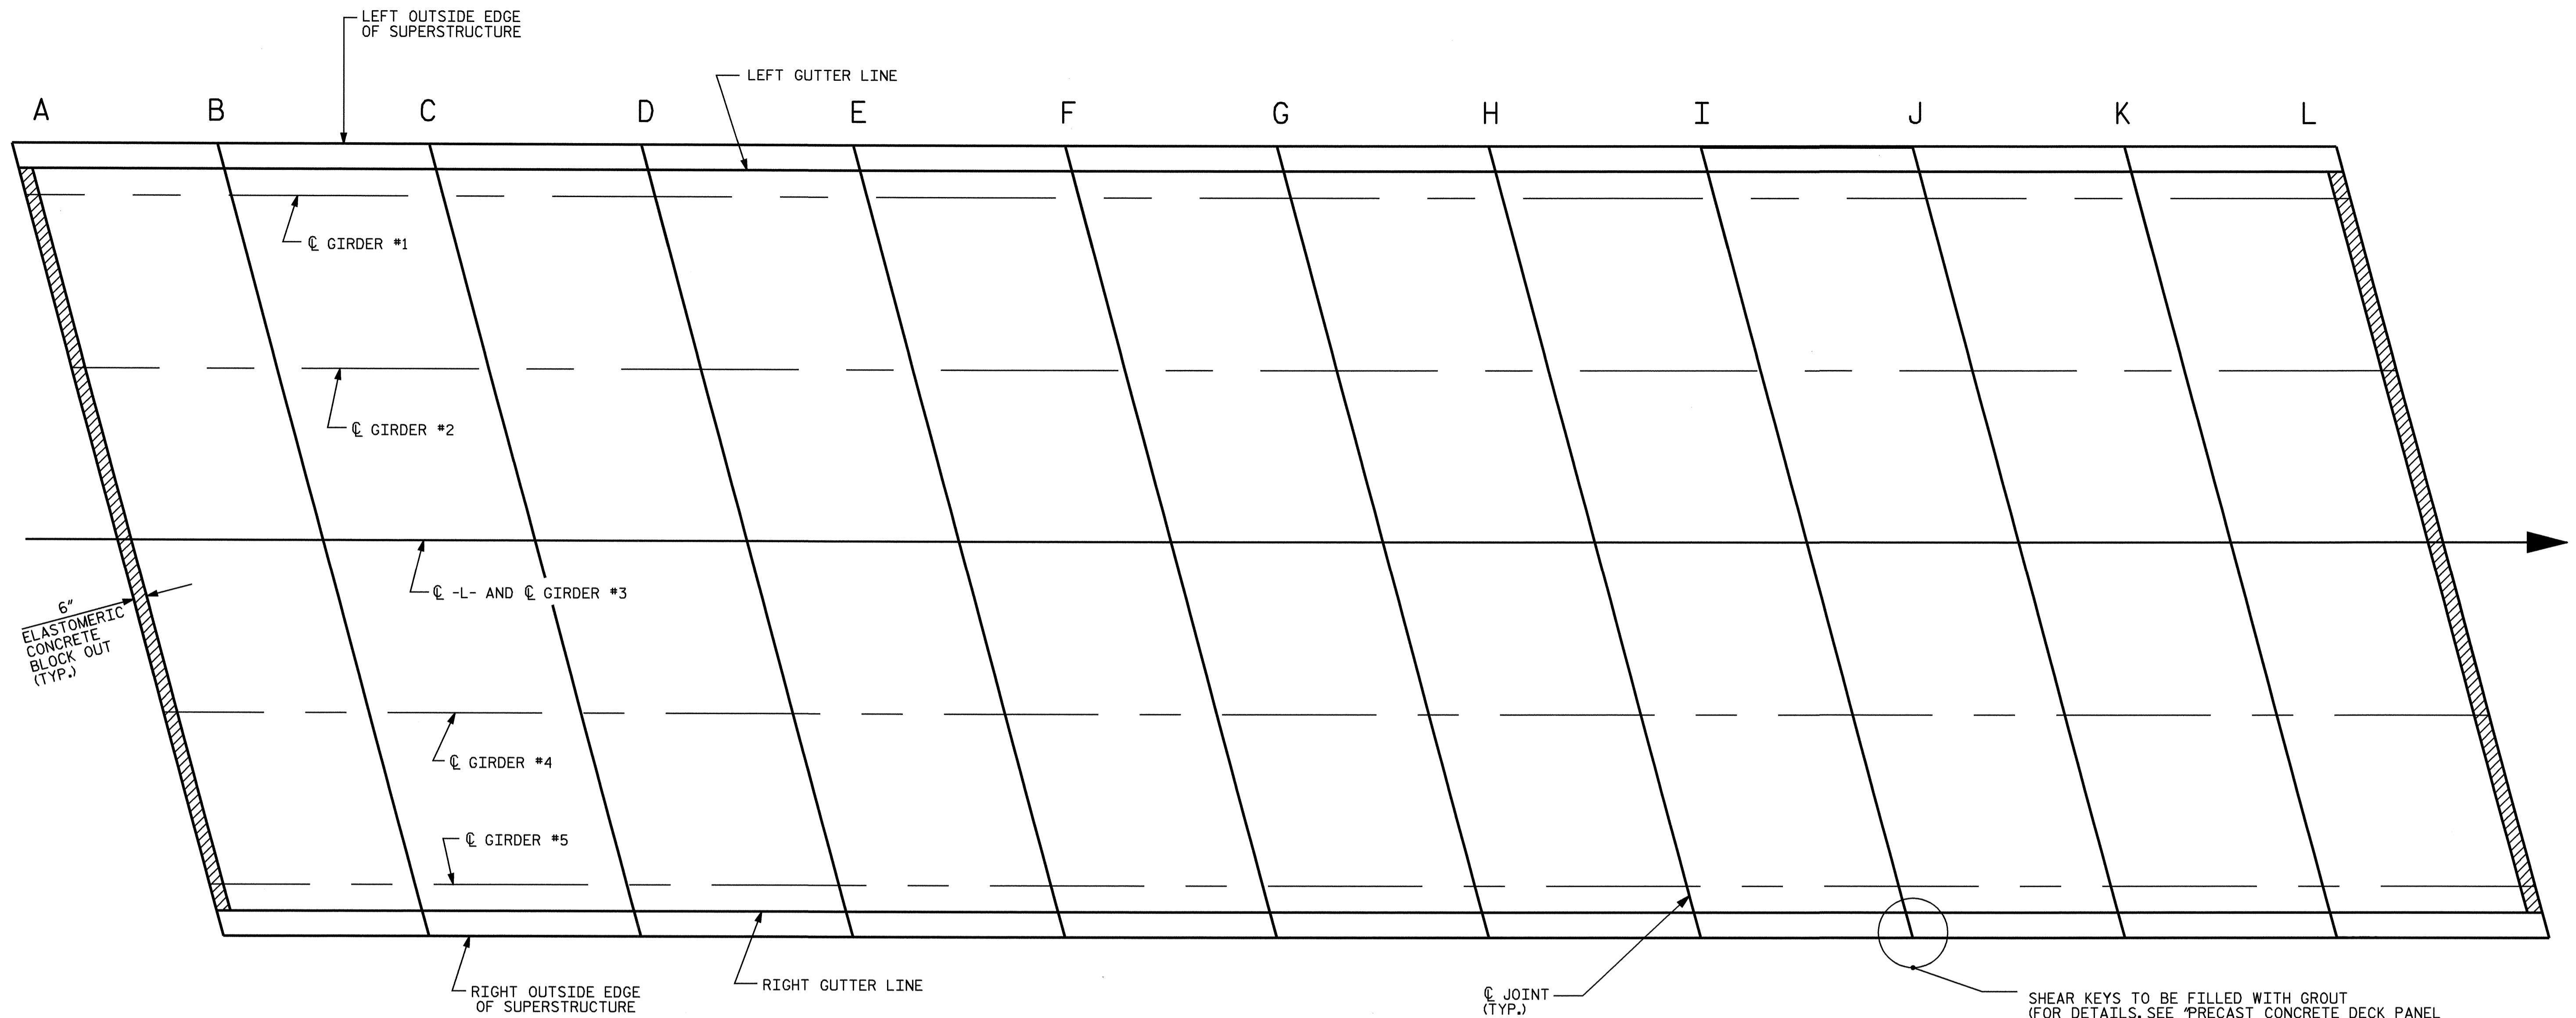 LEFT OUTSIDE EDGE
OF SUPERSTRUCTURE
LEFT GUTTER LINE
A B C D E F G H I J K L
℄ GIRDER #1
℄ GIRDER #2
℄ -L- AND ℄ GIRDER #3
6"
ELASTOMERIC
CONCRETE
BLOCK OUT
(TYP.)
℄ GIRDER #4
℄ GIRDER #5
RIGHT OUTSIDE EDGE
OF SUPERSTRUCTURE
RIGHT GUTTER LINE
℄ JOINT
(TYP.)
SHEAR KEYS TO BE FILLED WITH GROUT
(FOR DETAILS, SEE "PRECAST CONCRETE DECK PANEL